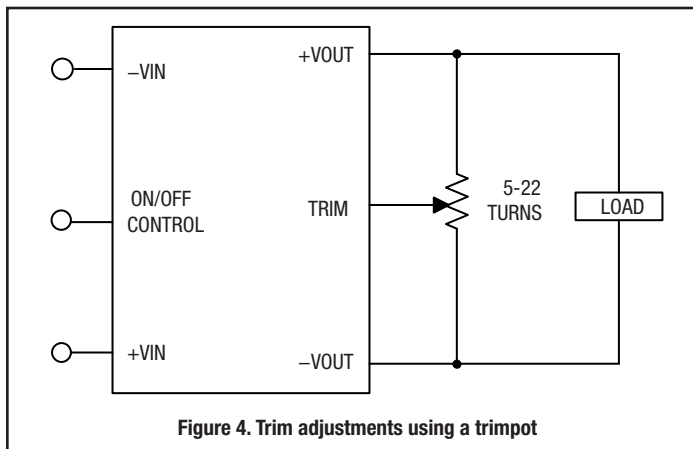 –VIN
+VOUT
ON/OFF
CONTROL
TRIM
5-22
TURNS
LOAD
+VIN
–VOUT
Figure 4. Trim adjustments using a trimpot